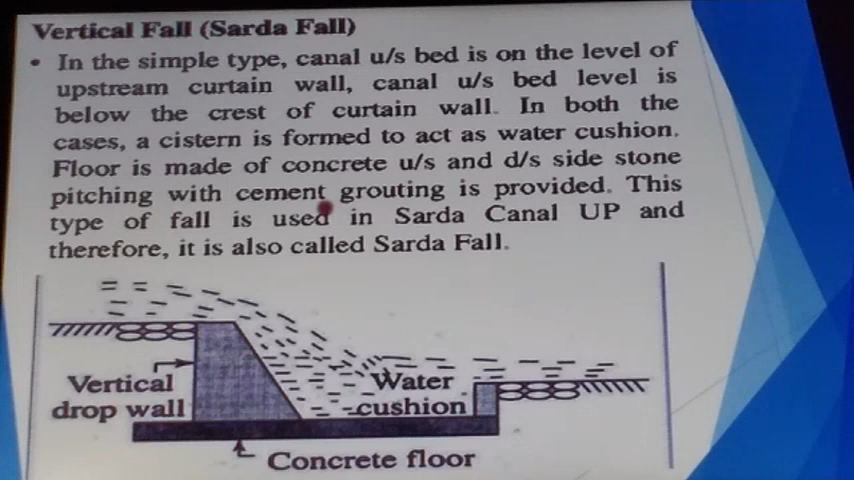 Vertical Fall (Sarda Fall)
• In the simple type, canal u/s bed is on the level of
upstream curtain wall, canal u/s bed level is
below the crest of curtain wall. In both the
cases, a cistern is formed to act as water cushion.
Floor is made of concrete u/s and d/s side stone
pitching with cement grouting is provided. This
type of fall is used in Sarda Canal UP and
therefore, it is also called Sarda Fall.
Vertical
drop wall
Water
cushion
Concrete floor